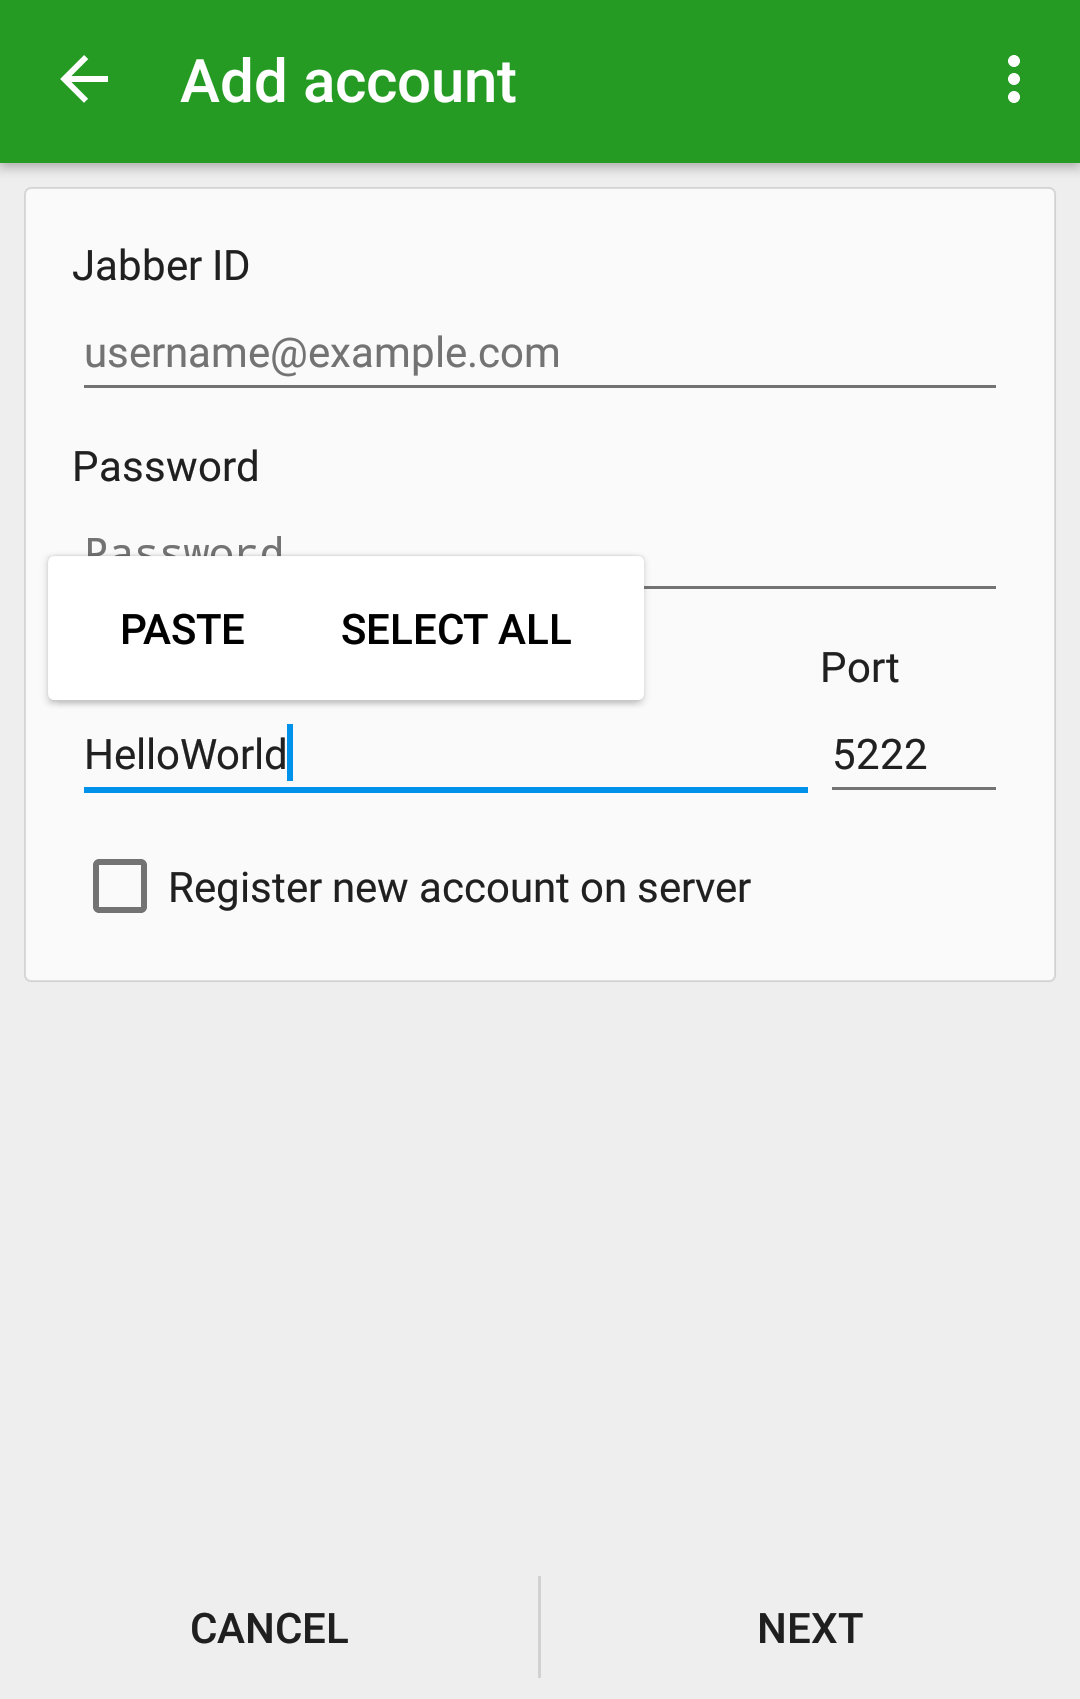 Add account
Jabber ID
username@example.com
Password
Password
PASTE SELECT ALL
Port
HelloWorld 5222
Register new account on server
CANCEL NEXT